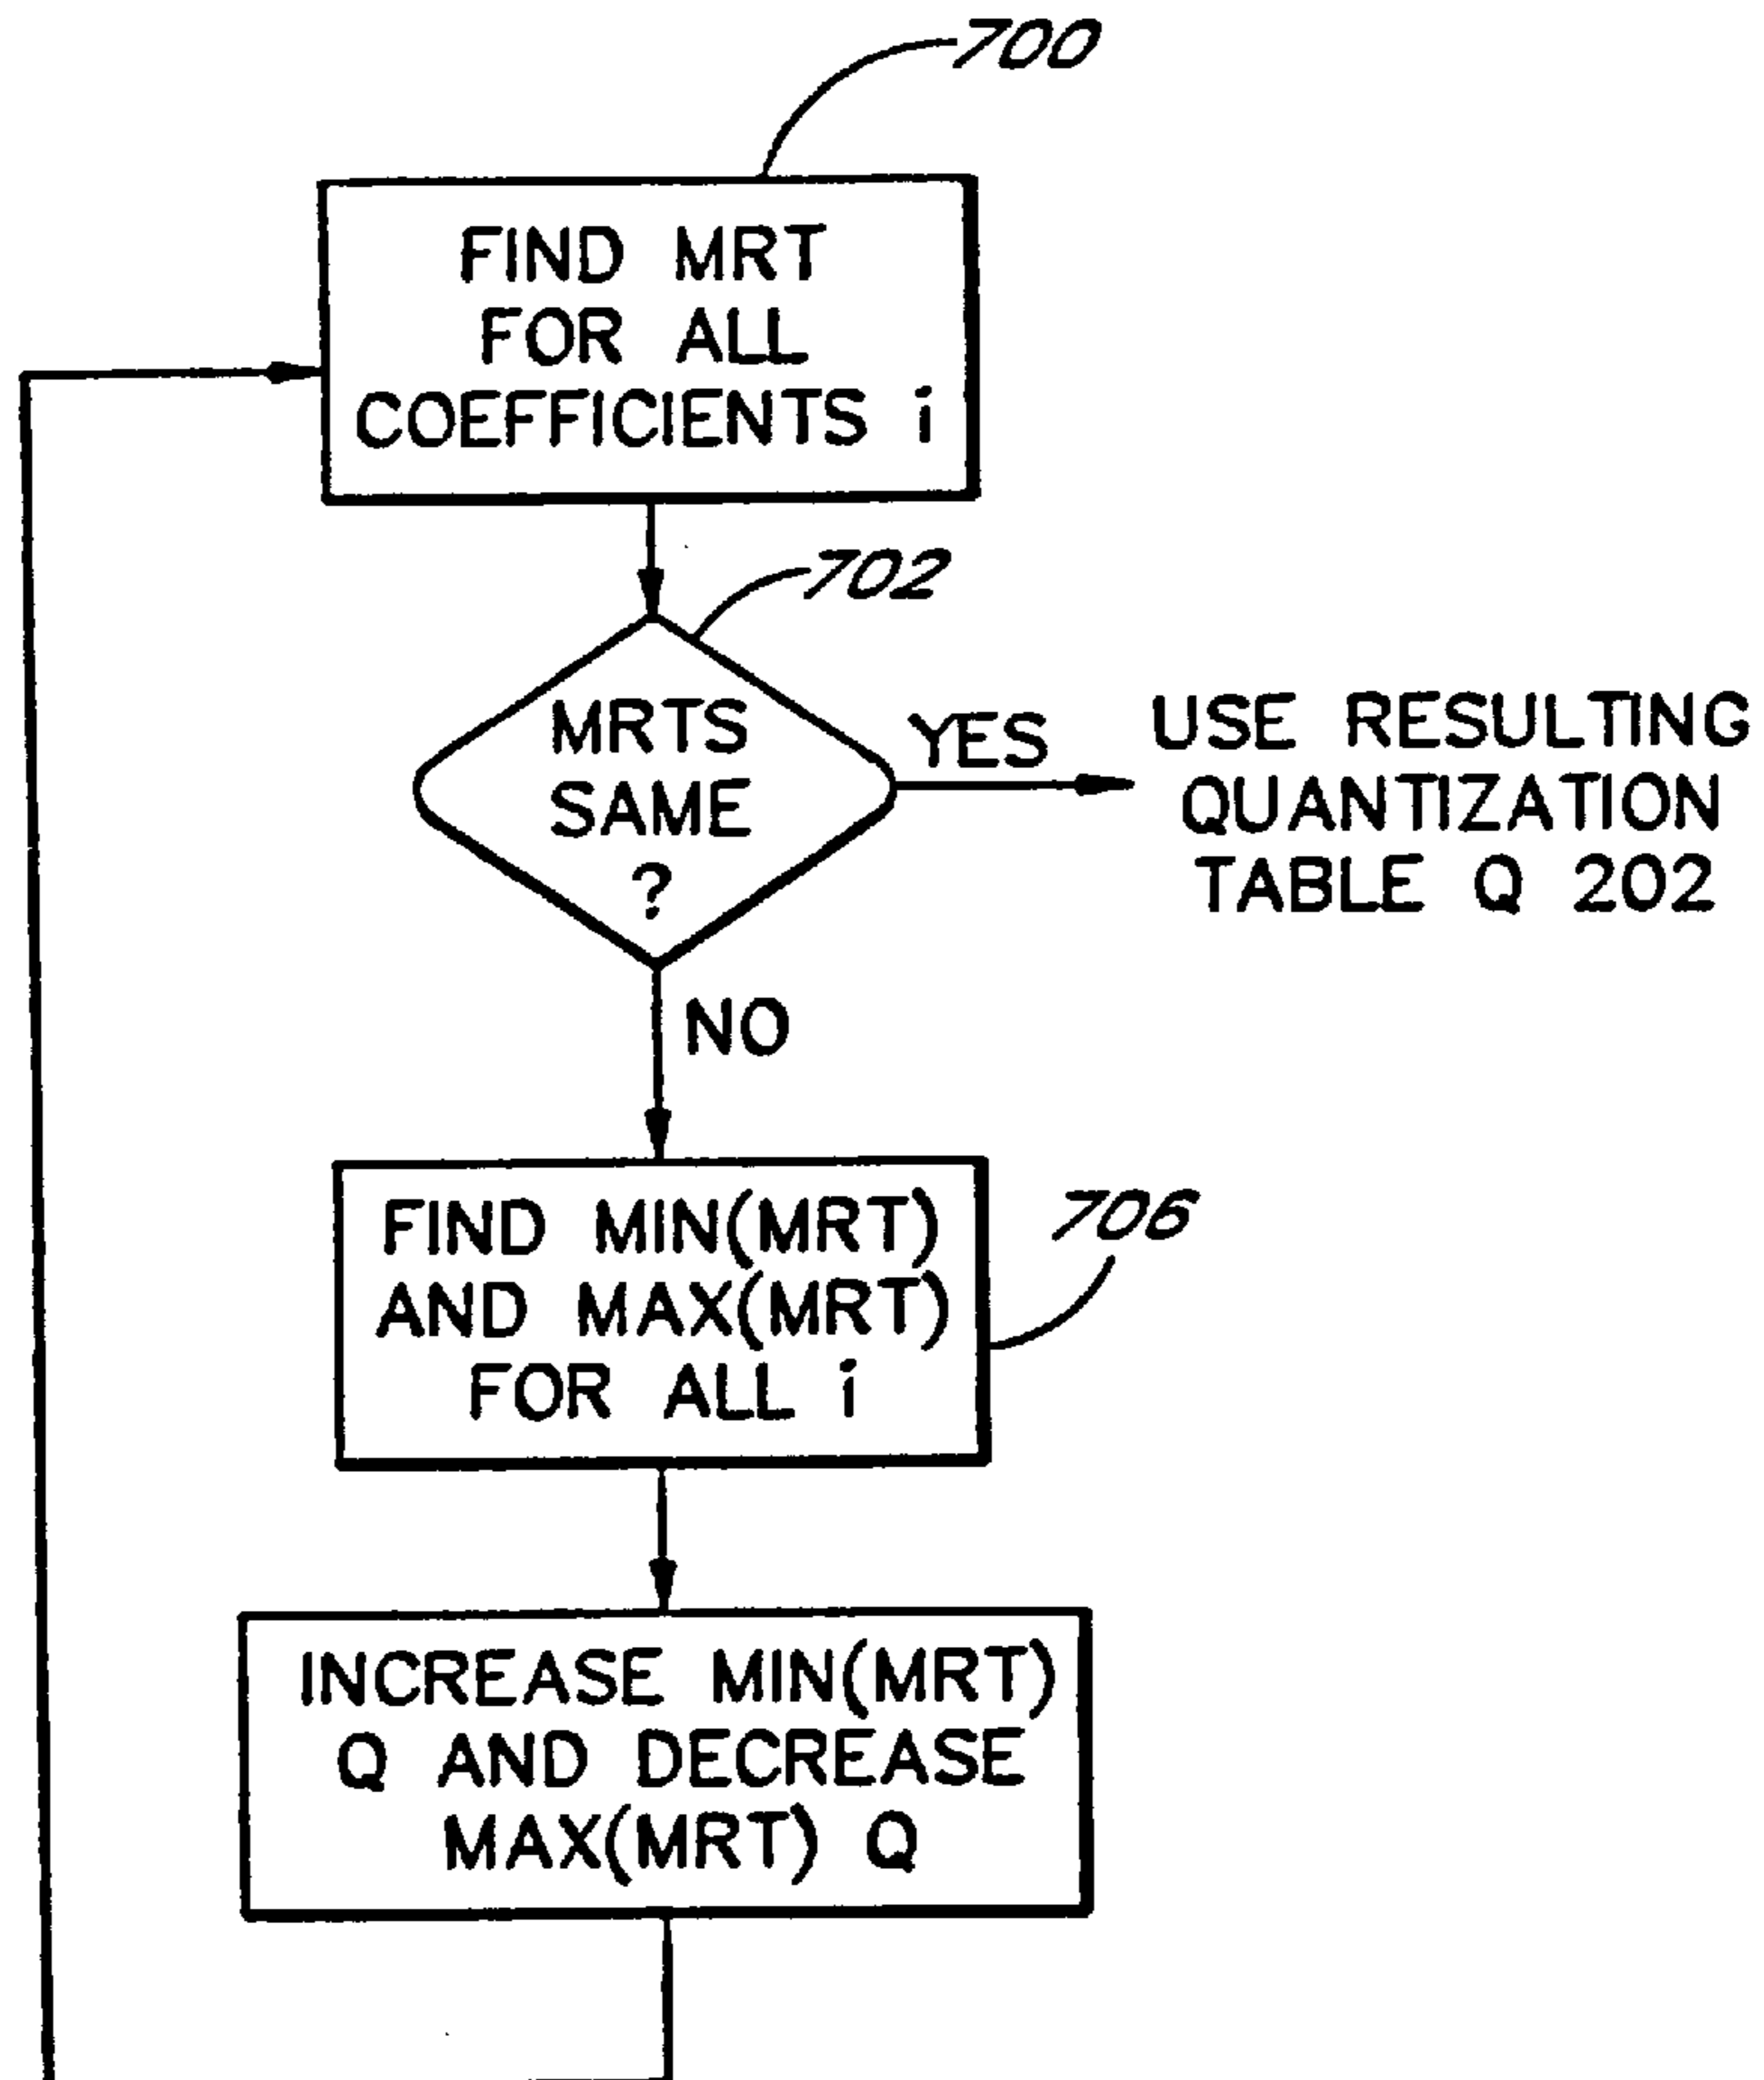 700
FIND MRT
FOR ALL
COEFFICIENTS i
702
MRTS
SAME
?
YES
USE RESULTING
QUANTIZATION
TABLE Q 202
NO
FIND MIN(MRT)
AND MAX(MRT)
FOR ALL i
706
INCREASE MIN(MRT)
Q AND DECREASE
MAX(MRT) Q